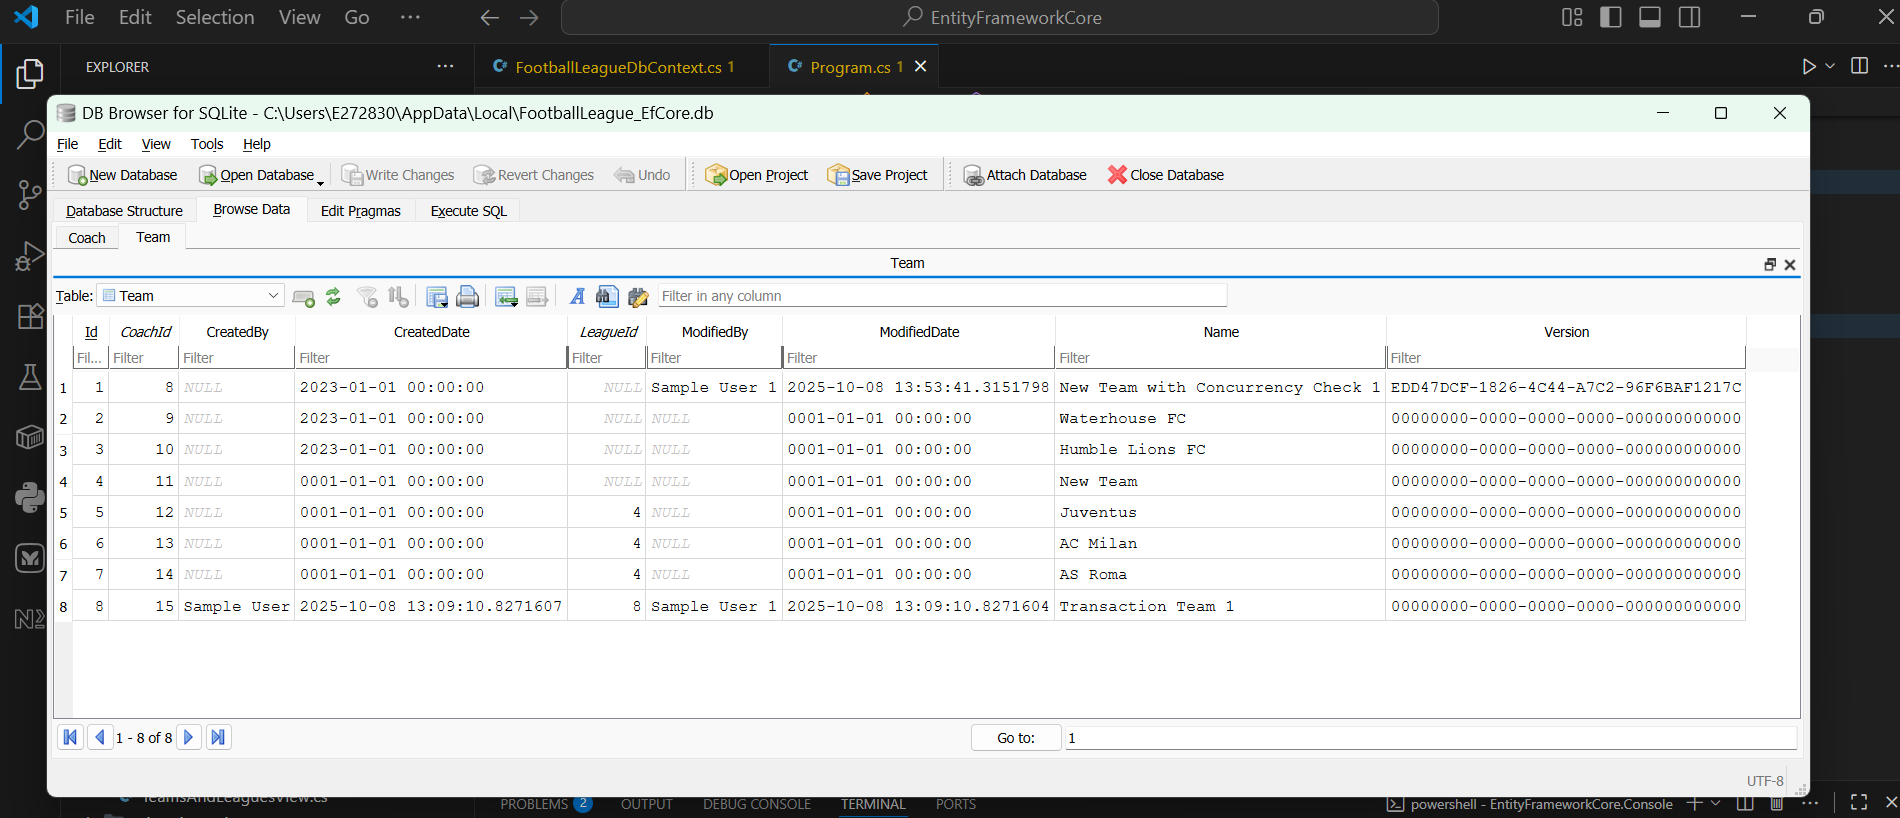 File Edit Selection View Go ··· EntityFrameworkCore
EXPLORER ··· FootballLeagueDbContext.cs 1 Program.cs 1
DB Browser for SQLite - C:\Users\E272830\AppData\Local\FootballLeague_EfCore.db
File Edit View Tools Help
New Database Open Database Write Changes Revert Changes Undo Open Project Save Project Attach Database Close Database
Database Structure Browse Data Edit Pragmas Execute SQL
Coach Team
Team
Table: Team Filter in any column
Id CoachId CreatedBy CreatedDate LeagueId ModifiedBy ModifiedDate Name Version
Fil... Filter Filter Filter Filter Filter Filter Filter Filter
1 1 8 NULL 2023-01-01 00:00:00 NULL Sample User 1 2025-10-08 13:53:41.3151798 New Team with Concurrency Check 1 EDD47DCF-1826-4C44-A7C2-96F6BAF1217C
2 2 9 NULL 2023-01-01 00:00:00 NULL NULL 0001-01-01 00:00:00 Waterhouse FC 00000000-0000-0000-0000-000000000000
3 3 10 NULL 2023-01-01 00:00:00 NULL NULL 0001-01-01 00:00:00 Humble Lions FC 00000000-0000-0000-0000-000000000000
4 4 11 NULL 0001-01-01 00:00:00 NULL NULL 0001-01-01 00:00:00 New Team 00000000-0000-0000-0000-000000000000
5 5 12 NULL 0001-01-01 00:00:00 4 NULL 0001-01-01 00:00:00 Juventus 00000000-0000-0000-0000-000000000000
6 6 13 NULL 0001-01-01 00:00:00 4 NULL 0001-01-01 00:00:00 AC Milan 00000000-0000-0000-0000-000000000000
7 7 14 NULL 0001-01-01 00:00:00 4 NULL 0001-01-01 00:00:00 AS Roma 00000000-0000-0000-0000-000000000000
8 8 15 Sample User 2025-10-08 13:09:10.8271607 8 Sample User 1 2025-10-08 13:09:10.8271604 Transaction Team 1 00000000-0000-0000-0000-000000000000
1 - 8 of 8 Go to: 1
UTF-8
TeamsAndLeaguesView.cs
PROBLEMS 2 OUTPUT DEBUG CONSOLE TERMINAL PORTS powershell - EntityFrameworkCore.Console